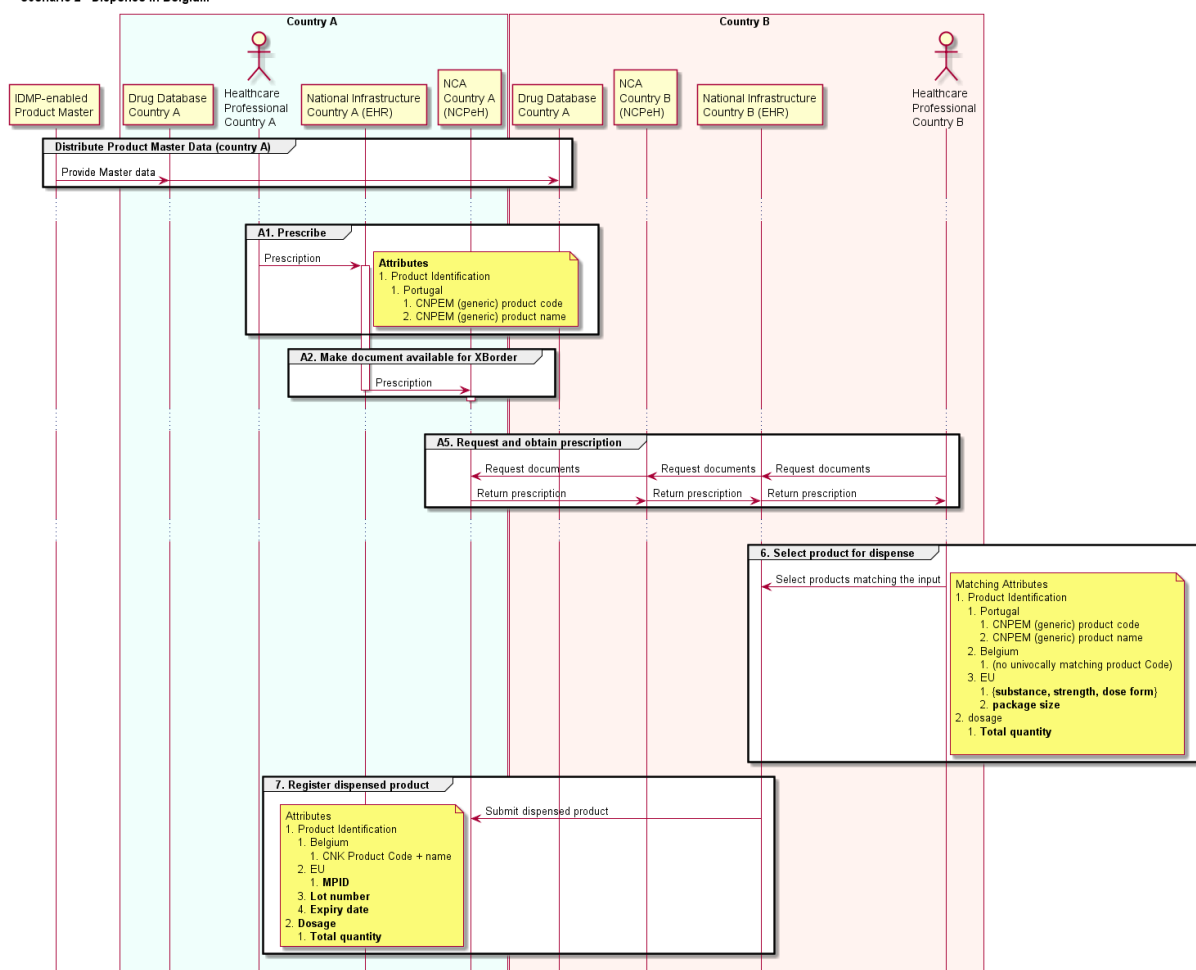 Scenario 2 - Dispense in Belgium
Country A
Country B
IDMP-enabled
Product Master
Drug Database
Country A
Healthcare
Professional
Country A
National Infrastructure
Country A (EHR)
NCA
Country A
(NCPeH)
Drug Database
Country A
NCA
Country B
(NCPeH)
National Infrastructure
Country B (EHR)
Healthcare
Professional
Country B
Distribute Product Master Data (country A)
Provide Master data
A1. Prescribe
Prescription
Attributes
1. Product Identification
1. Portugal
1. CNPEM (generic) product code
2. CNPEM (generic) product name
A2. Make document available for XBorder
Prescription
A5. Request and obtain prescription
Request documents
Request documents
Request documents
Return prescription
Return prescription
Return prescription
6. Select product for dispense
Select products matching the input
Matching Attributes
1. Product Identification
1. Portugal
1. CNPEM (generic) product code
2. CNPEM (generic) product name
2. Belgium
1. (no univocally matching product Code)
3. EU
1. {substance, strength, dose form}
2. package size
2. dosage
1. Total quantity
7. Register dispensed product
Submit dispensed product
Attributes
1. Product Identification
1. Belgium
1. CNK Product Code + name
2. EU
1. MPID
3. Lot number
4. Expiry date
2. Dosage
1. Total quantity